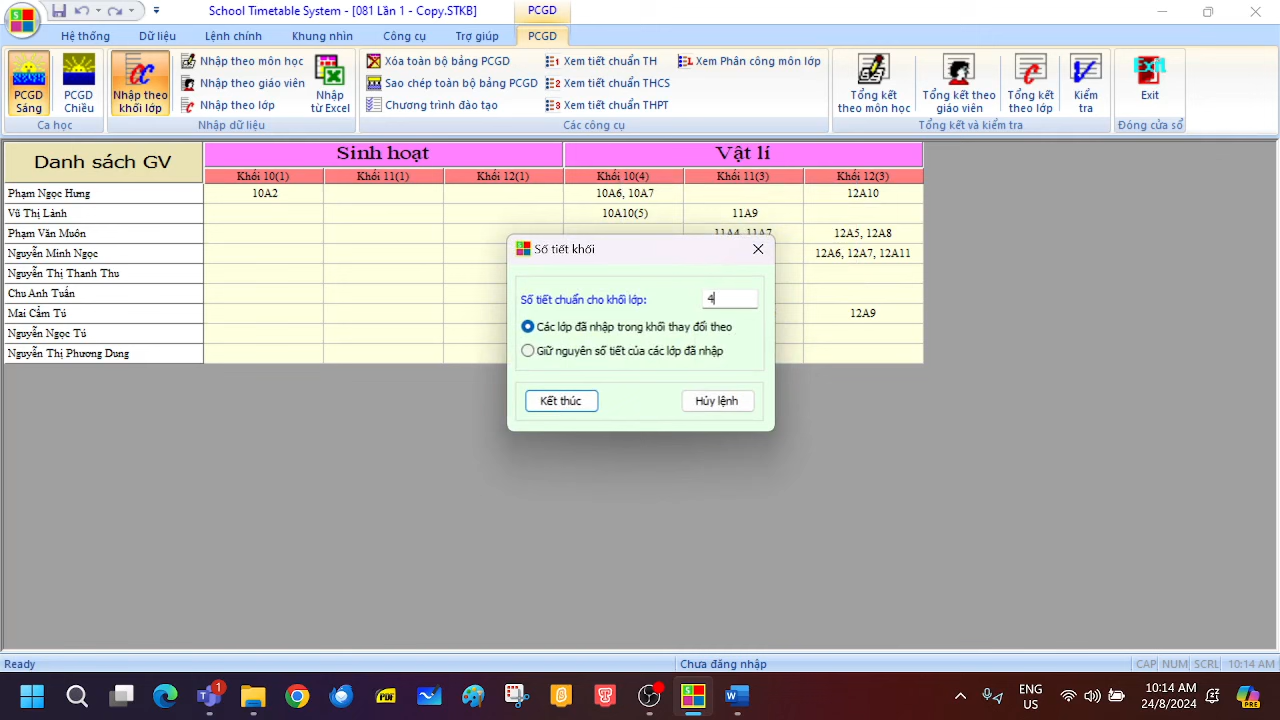 School Timetable System - [081 Lần 1 - Copy.STKB]
PCGD
Hệ thống
Dữ liệu
Lệnh chính
Khung nhìn
Công cụ
Trợ giúp
PCGD
PCGD Sáng
PCGD Chiều
Ca học
Nhập theo khối lớp
Nhập theo môn học
Nhập theo giáo viên
Nhập theo lớp
Nhập từ Excel
Nhập dữ liệu
Xóa toàn bộ bảng PCGD
Sao chép toàn bộ bảng PCGD
Chương trình đào tạo
Xem tiết chuẩn TH
Xem tiết chuẩn THCS
Xem tiết chuẩn THPT
Xem Phân công môn lớp
Các công cụ
Tổng kết theo môn học
Tổng kết theo giáo viên
Tổng kết theo lớp
Kiểm tra
Tổng kết và kiểm tra
Exit
Exit
Đóng cửa sổ
Danh sách GV
Sinh hoạt
Vật lí
Khối 10(1) Khối 11(1) Khối 12(1) Khối 10(4) Khối 11(3) Khối 12(3)
Phạm Ngọc Hưng 10A2 10A6, 10A7 12A10
Vũ Thị Lành 10A10(5) 11A9
Phạm Văn Muôn 11A4, 11A7 12A5, 12A8
Nguyễn Minh Ngọc 12A6, 12A7, 12A11
Nguyễn Thị Thanh Thu
Chu Anh Tuấn
Mai Cẩm Tú 12A9
Nguyễn Ngọc Tú
Nguyễn Thị Phương Dung
Số tiết khối
Số tiết chuẩn cho khối lớp: 4
Các lớp đã nhập trong khối thay đổi theo
Giữ nguyên số tiết của các lớp đã nhập
Kết thúc
Hủy lệnh
Ready
Chưa đăng nhập
CAP NUM SCRL 10:14 AM
1
PDF
ENG
US
10:14 AM
24/8/2024
PRE